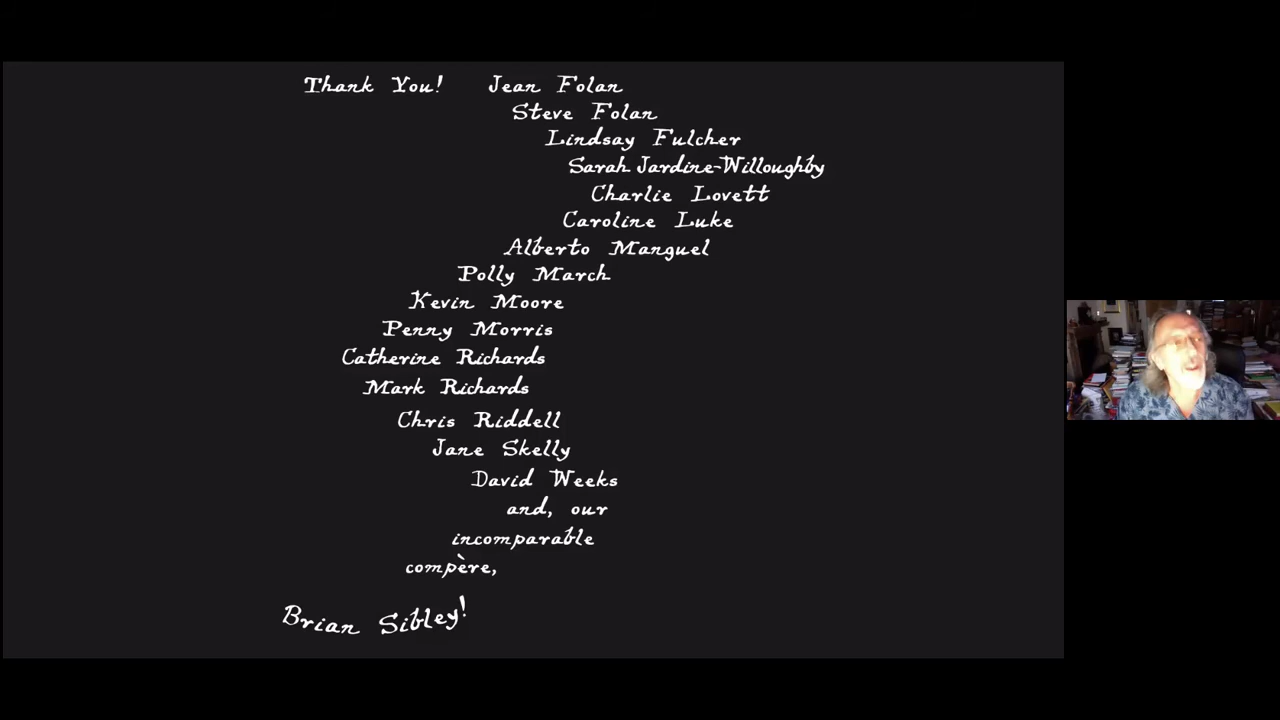 Thank You! Jean Folan
Steve Folan
Lindsay Fulcher
Sarah Jardine-Willoughby
Charlie Lovett
Caroline Luke
Alberto Manguel
Polly March
Kevin Moore
Penny Morris
Catherine Richards
Mark Richards
Chris Riddell
Jane Skelly
David Weeks
and, our
incomparable
compère,
Brian Sibley!